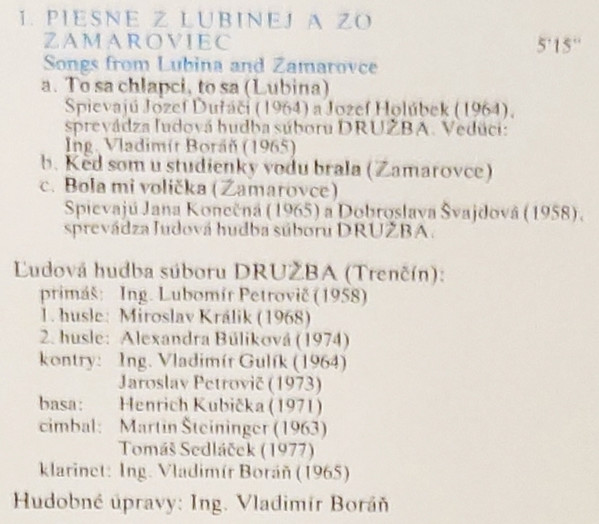 1. PIESNE Z LUBINEJ A ZO
ZAMAROVIEC 5'15"
Songs from Lubina and Zamarovce
a. To sa chlapci, to sa (Lubina)
Spievajú Jozef Ďuráči (1964) a Jozef Holúbek (1964),
sprevádza ľudová hudba súboru DRUŽBA. Vedúci:
Ing. Vladimír Boráň (1965)
b. Keď som u studienky vodu brala (Zamarovce)
c. Bola mi volička (Zamarovce)
Spievajú Jana Konečná (1965) a Dobroslava Švajdová (1958),
sprevádza ľudová hudba súboru DRUŽBA.
Ľudová hudba súboru DRUŽBA (Trenčín):
primáš: Ing. Lubomír Petrovič (1958)
1. husle: Miroslav Králik (1968)
2. husle: Alexandra Búliková (1974)
kontry: Ing. Vladimír Gulík (1964)
Jaroslav Petrovič (1973)
basa: Henrich Kubička (1971)
cimbal: Martin Šteininger (1963)
Tomáš Sedláček (1977)
klarinet: Ing. Vladimír Boráň (1965)
Hudobné úpravy: Ing. Vladimír Boráň